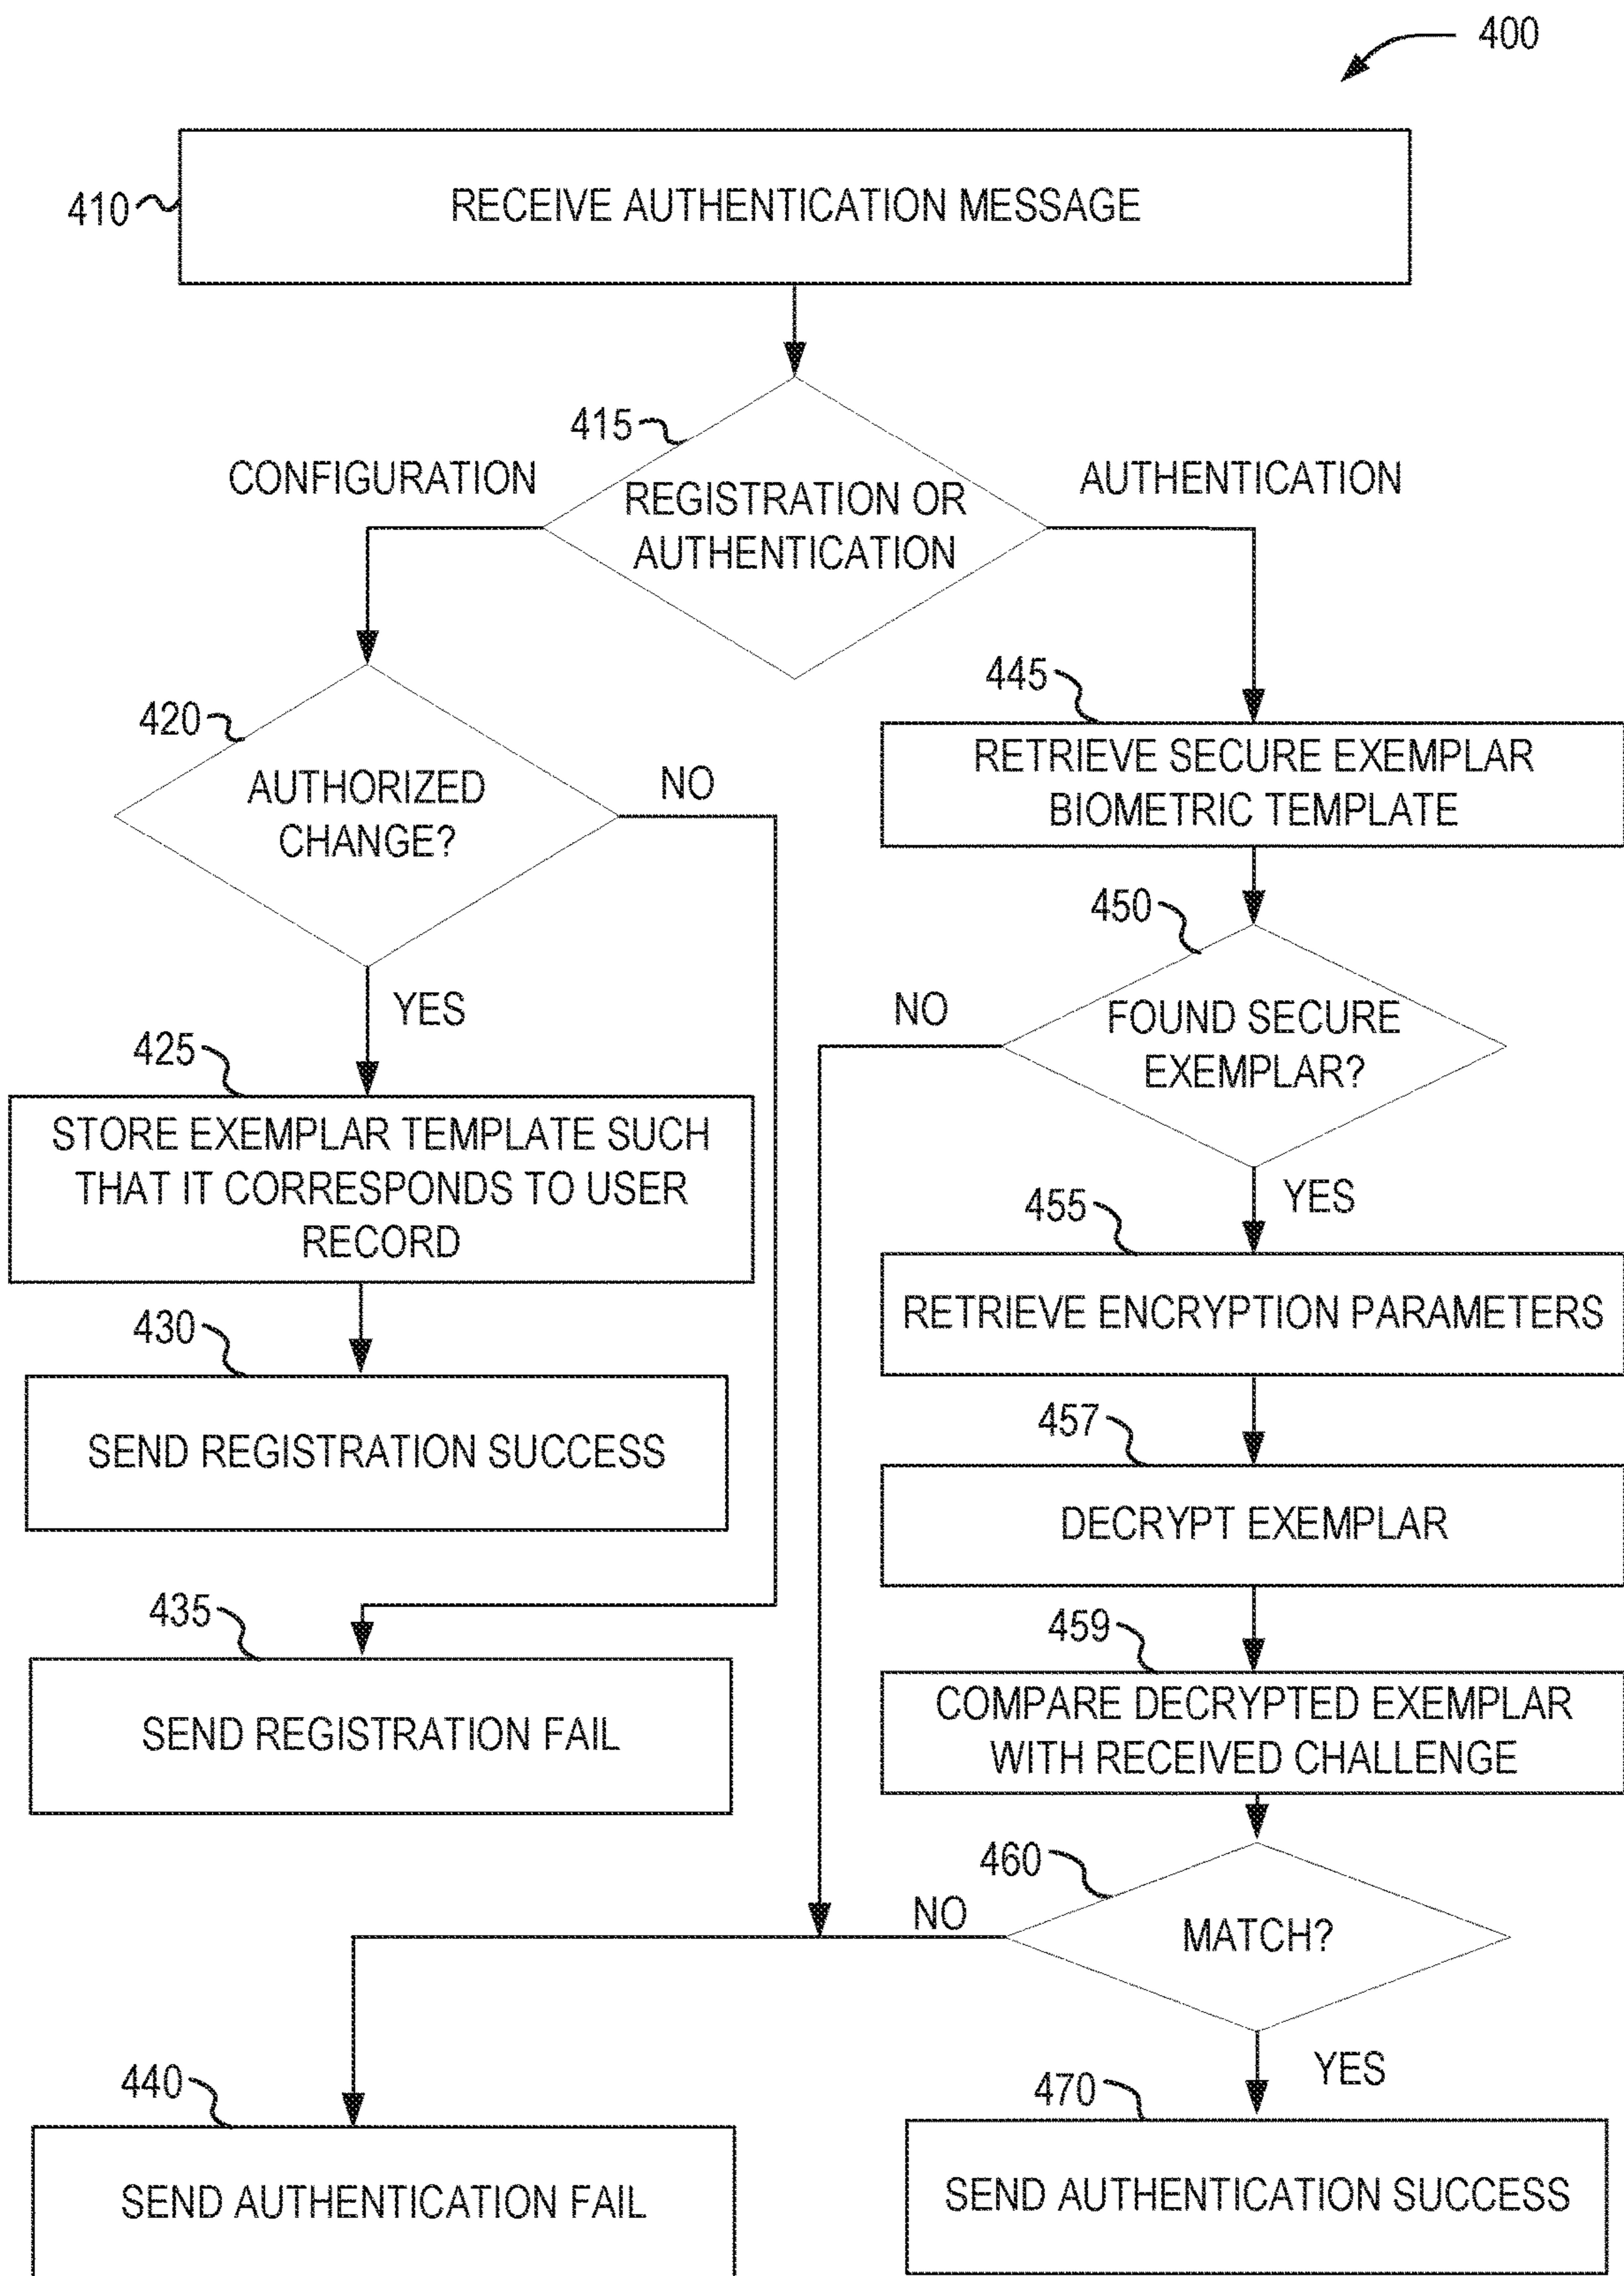 400
410
RECEIVE AUTHENTICATION MESSAGE
415
CONFIGURATION
AUTHENTICATION
REGISTRATION OR
AUTHENTICATION
420
AUTHORIZED
CHANGE?
NO
YES
425
STORE EXEMPLAR TEMPLATE SUCH
THAT IT CORRESPONDS TO USER
RECORD
430
SEND REGISTRATION SUCCESS
435
SEND REGISTRATION FAIL
445
RETRIEVE SECURE EXEMPLAR
BIOMETRIC TEMPLATE
450
NO
FOUND SECURE
EXEMPLAR?
YES
455
RETRIEVE ENCRYPTION PARAMETERS
457
DECRYPT EXEMPLAR
459
COMPARE DECRYPTED EXEMPLAR
WITH RECEIVED CHALLENGE
460
NO
MATCH?
YES
440
SEND AUTHENTICATION FAIL
470
SEND AUTHENTICATION SUCCESS